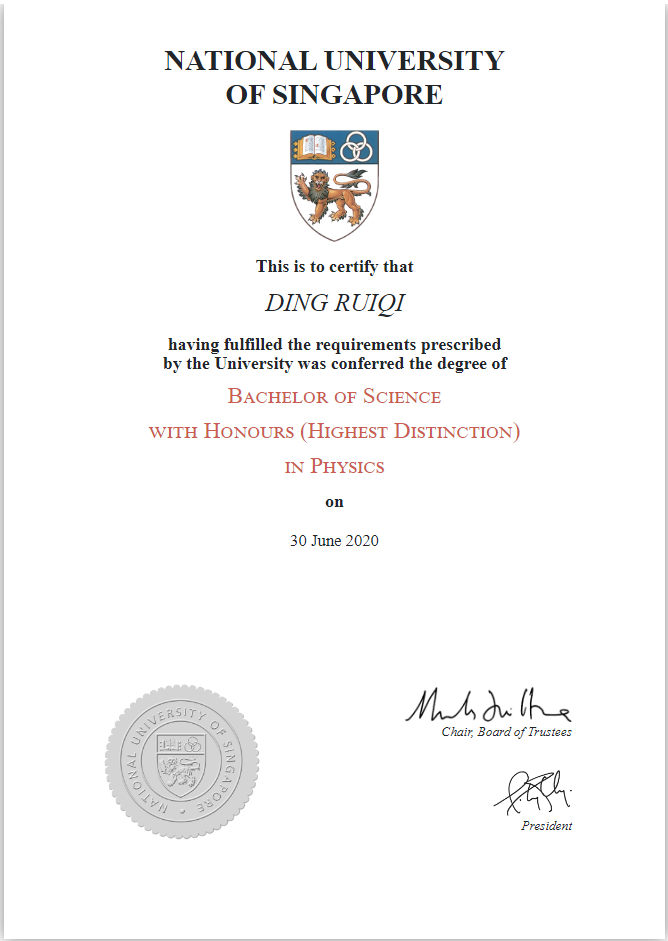 NATIONAL UNIVERSITY
OF SINGAPORE
This is to certify that
DING RUIQI
having fulfilled the requirements prescribed
by the University was conferred the degree of
Bachelor of Science
with Honours (Highest Distinction)
in Physics
on
30 June 2020
NATIONAL UNIVERSITY OF SINGAPORE
Chair, Board of Trustees
President